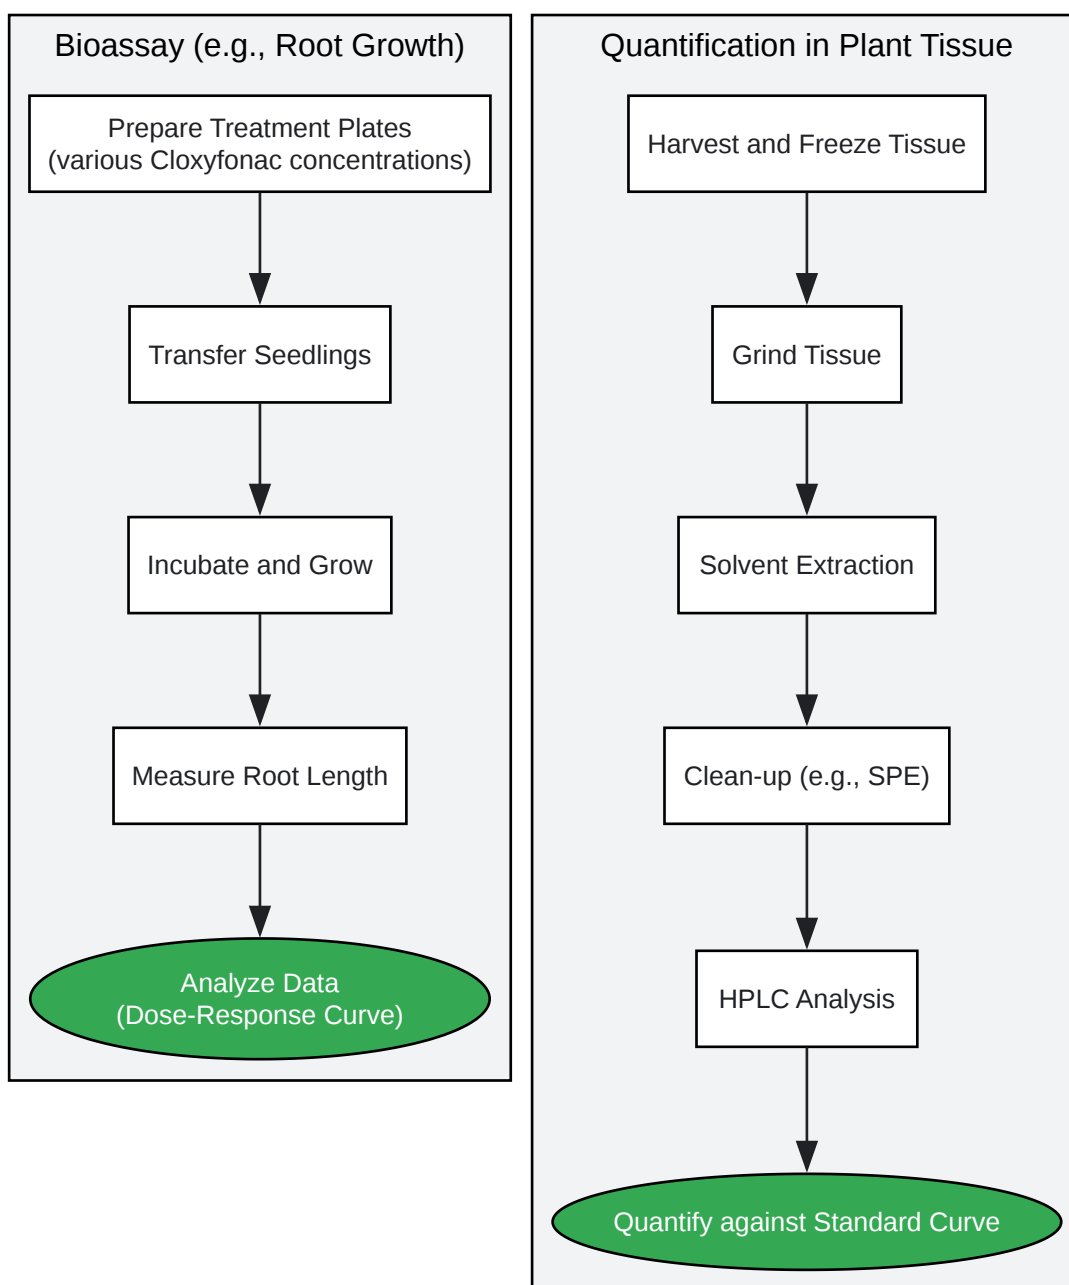 Bioassay (e.g., Root Growth)
Prepare Treatment Plates
(various Cloxyfonac concentrations)
Transfer Seedlings
Incubate and Grow
Measure Root Length
Analyze Data
(Dose-Response Curve)
Quantification in Plant Tissue
Harvest and Freeze Tissue
Grind Tissue
Solvent Extraction
Clean-up (e.g., SPE)
HPLC Analysis
Quantify against Standard Curve